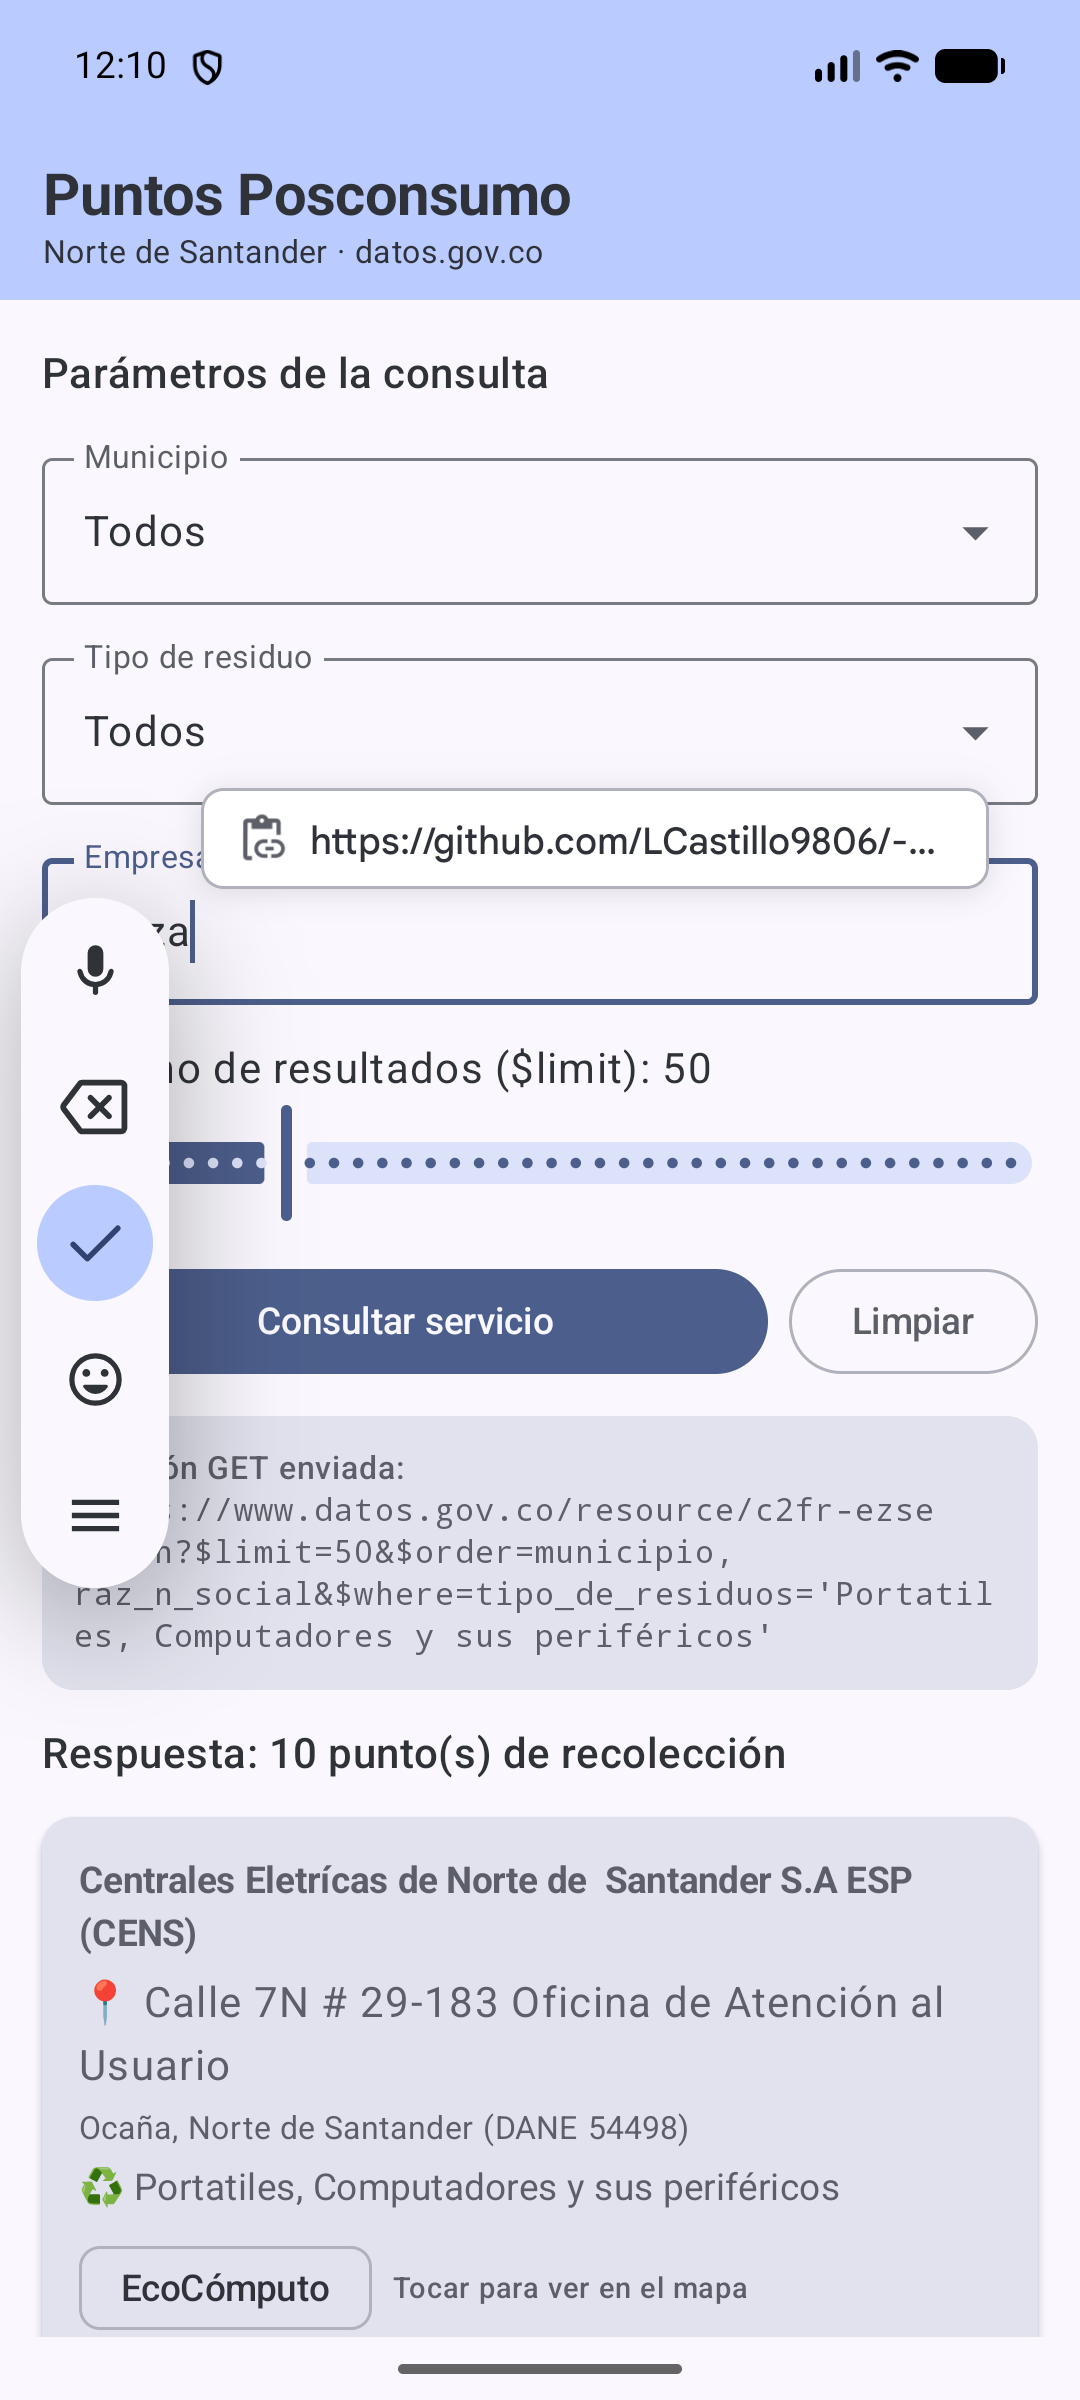 12:10
Puntos Posconsumo
Norte de Santander · datos.gov.co
Parámetros de la consulta
Municipio
Todos
Tipo de residuo
Todos
https://github.com/LCastillo9806/-...
Empresa
za
o de resultados ($limit): 50
Consultar servicio
Limpiar
ón GET enviada:
s://www.datos.gov.co/resource/c2fr-ezse
n?$limit=50&$order=municipio,
raz_n_social&$where=tipo_de_residuos='Portatil
es, Computadores y sus periféricos'
Respuesta: 10 punto(s) de recolección
Centrales Eletrícas de Norte de  Santander S.A ESP
(CENS)
📍 Calle 7N # 29-183 Oficina de Atención al
Usuario
Ocaña, Norte de Santander (DANE 54498)
♻️ Portatiles, Computadores y sus periféricos
EcoCómputo
Tocar para ver en el mapa